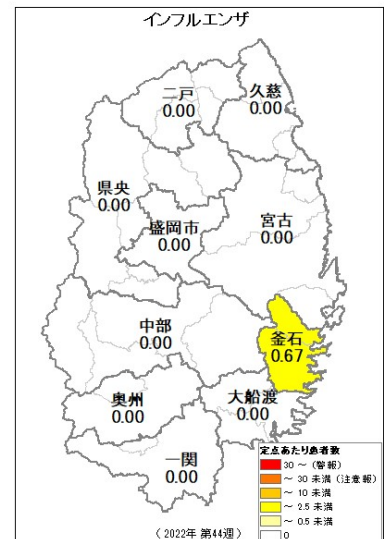 インフルエンザ
二戸
0.00
久慈
0.00
県央
0.00
盛岡市
0.00
宮古
0.00
中部
0.00
釜石
0.67
奥州
0.00
大船渡
0.00
一関
0.00
定点あたり患者数
30 ～ (警報)
～ 30 未満 (注意報)
～ 10 未満
～ 2.5 未満
～ 0.5 未満
0
(2022年 第44週)